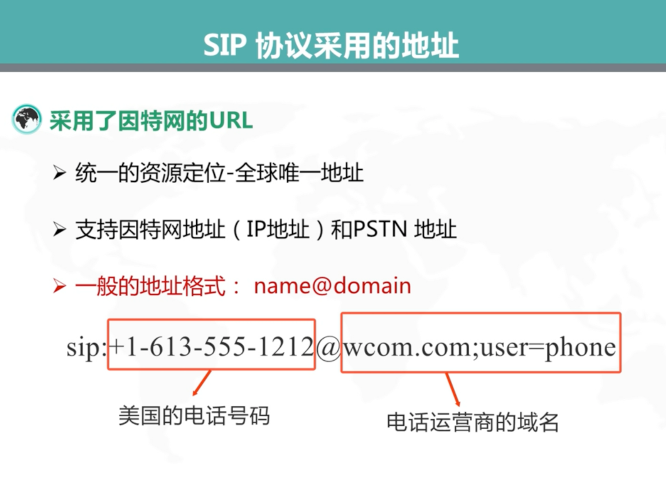 SIP 协议采用的地址
采用了因特网的URL
➢ 统一的资源定位-全球唯一地址
➢ 支持因特网地址（IP地址）和PSTN 地址
➢ 一般的地址格式： name@domain
sip:+1-613-555-1212@wcom.com;user=phone
美国的电话号码
电话运营商的域名